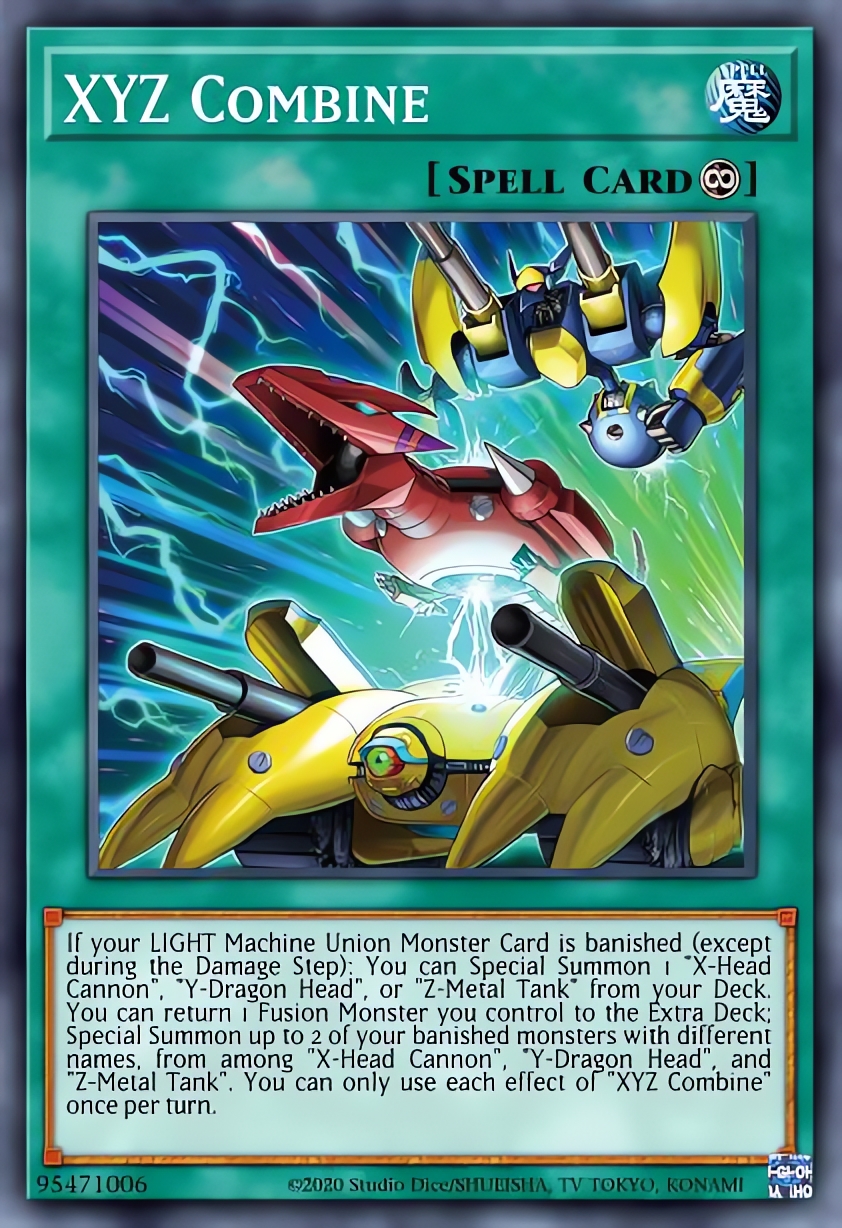 XYZ COMBINE
SPELL
魔
[SPELL CARD∞]
If your LIGHT Machine Union Monster Card is banished (except
during the Damage Step): You can Special Summon 1 "X-Head
Cannon", "Y-Dragon Head", or "Z-Metal Tank" from your Deck.
You can return 1 Fusion Monster you control to the Extra Deck;
Special Summon up to 2 of your banished monsters with different
names, from among "X-Head Cannon", "Y-Dragon Head", and
"Z-Metal Tank". You can only use each effect of "XYZ Combine"
once per turn.
95471006
©2020 Studio Dice/SHUEISHA, TV TOKYO, KONAMI